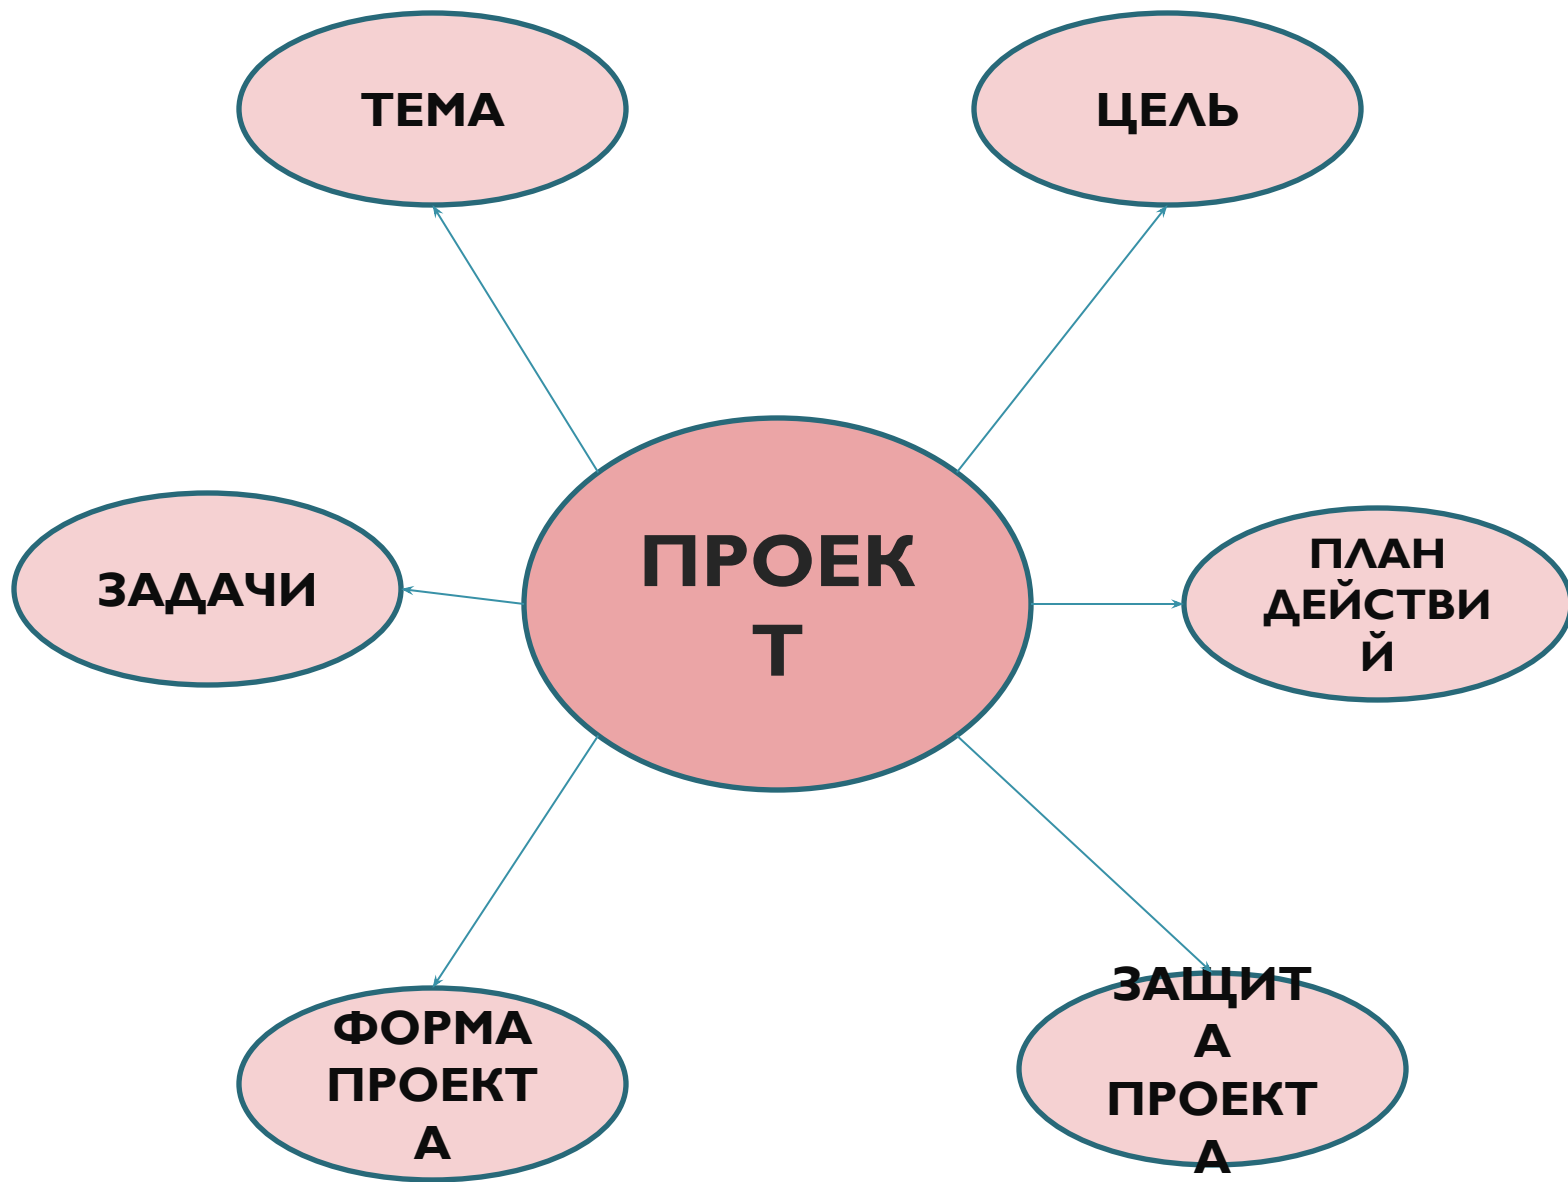 ТЕМА
ЦЕЛЬ
ЗАДАЧИ
ПРОЕК
Т
ПЛАН
ДЕЙСТВИ
Й
ФОРМА
ПРОЕКТ
А
ЗАЩИТ
А
ПРОЕКТ
А